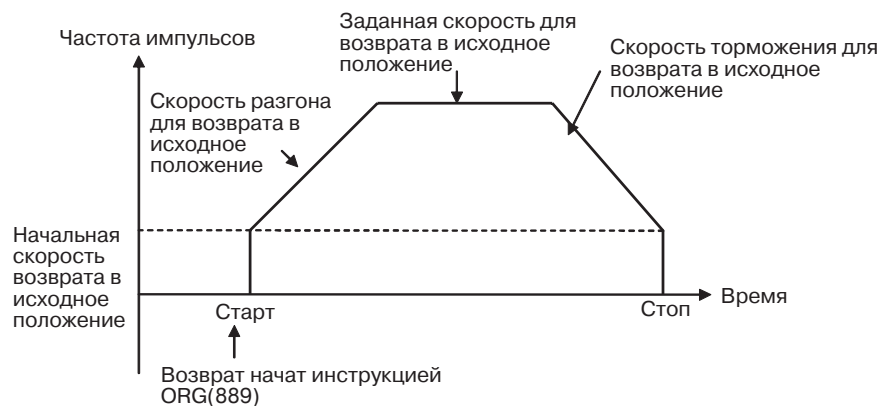 Частота импульсов
Заданная скорость для
возврата в исходное
положение
Скорость торможения для
возврата в исходное
положение
Скорость разгона
для возврата в
исходное
положение
Начальная
скорость
возврата в
исходное
положение
Старт
Стоп
Время
Возврат начат инструкцией
ORG(889)